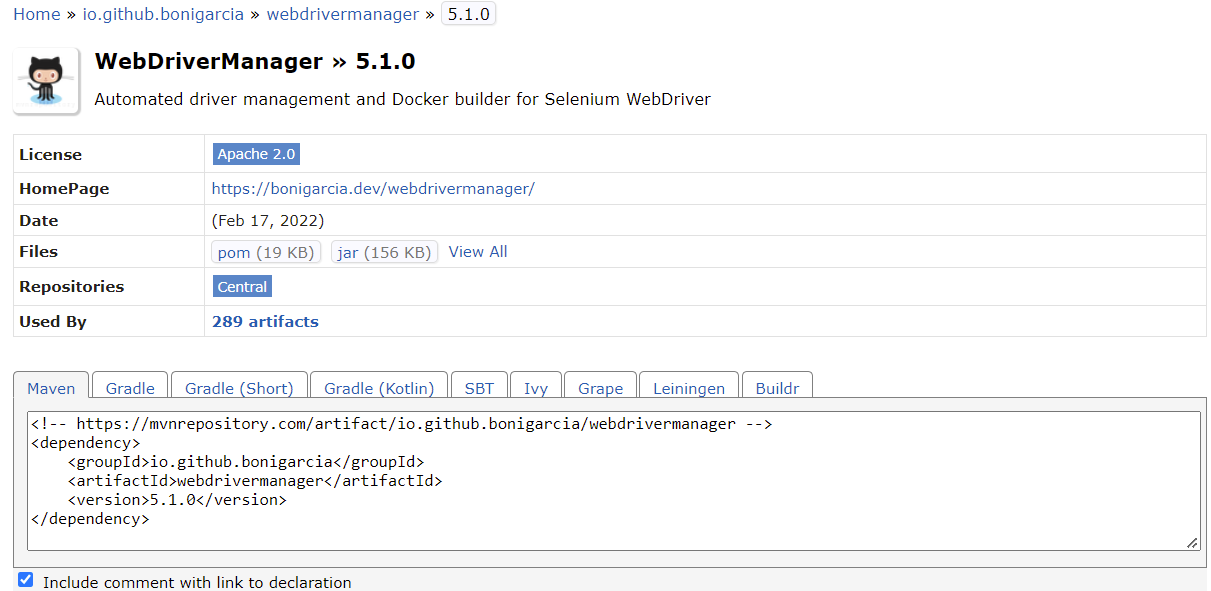 Home » io.github.bonigarcia » webdrivermanager » 5.1.0
WebDriverManager » 5.1.0
Automated driver management and Docker builder for Selenium WebDriver
License Apache 2.0
HomePage https://bonigarcia.dev/webdrivermanager/
Date (Feb 17, 2022)
Files pom (19 KB) jar (156 KB) View All
Repositories Central
Used By 289 artifacts
Maven Gradle Gradle (Short) Gradle (Kotlin) SBT Ivy Grape Leiningen Buildr
<!-- https://mvnrepository.com/artifact/io.github.bonigarcia/webdrivermanager -->
<dependency>
    <groupId>io.github.bonigarcia</groupId>
    <artifactId>webdrivermanager</artifactId>
    <version>5.1.0</version>
</dependency>
Include comment with link to declaration